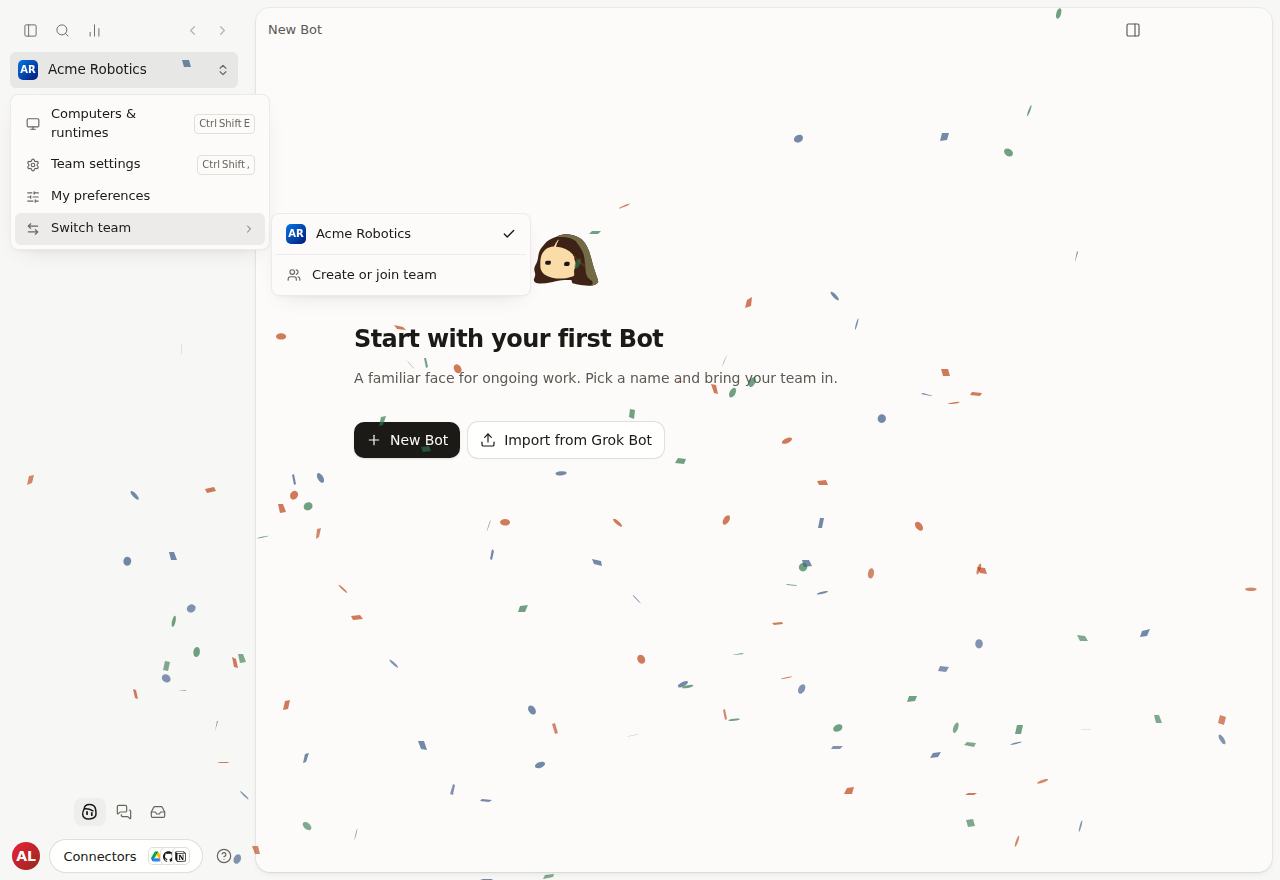 New Bot
AR Acme Robotics
Computers &
runtimes
Ctrl Shift E
Team settings
Ctrl Shift ,
My preferences
Switch team
AR Acme Robotics
Create or join team
Start with your first Bot
A familiar face for ongoing work. Pick a name and bring your team in.
New Bot
Import from Grok Bot
AL
Connectors